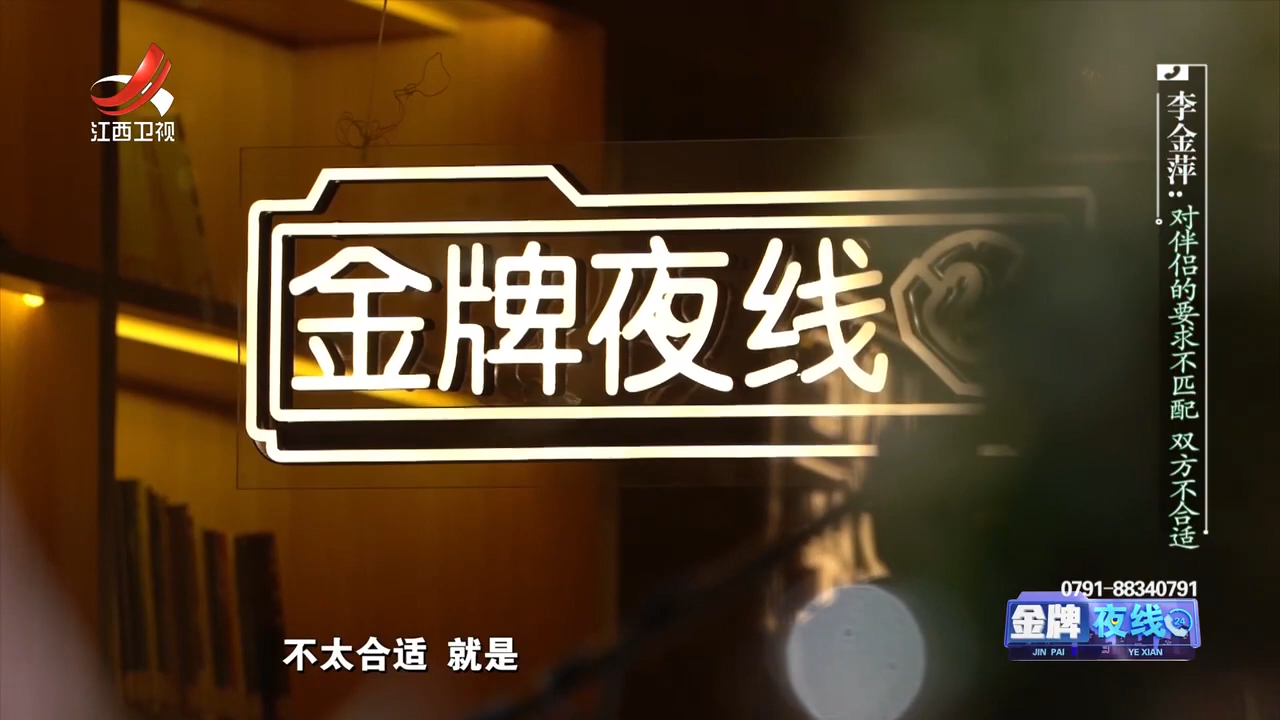 江西卫视
金牌夜线
李金萍：
对伴侣的要求不匹配 双方不合适
不太合适 就是
0791-88340791
金牌夜线
24
JIN PAI
YE XIAN